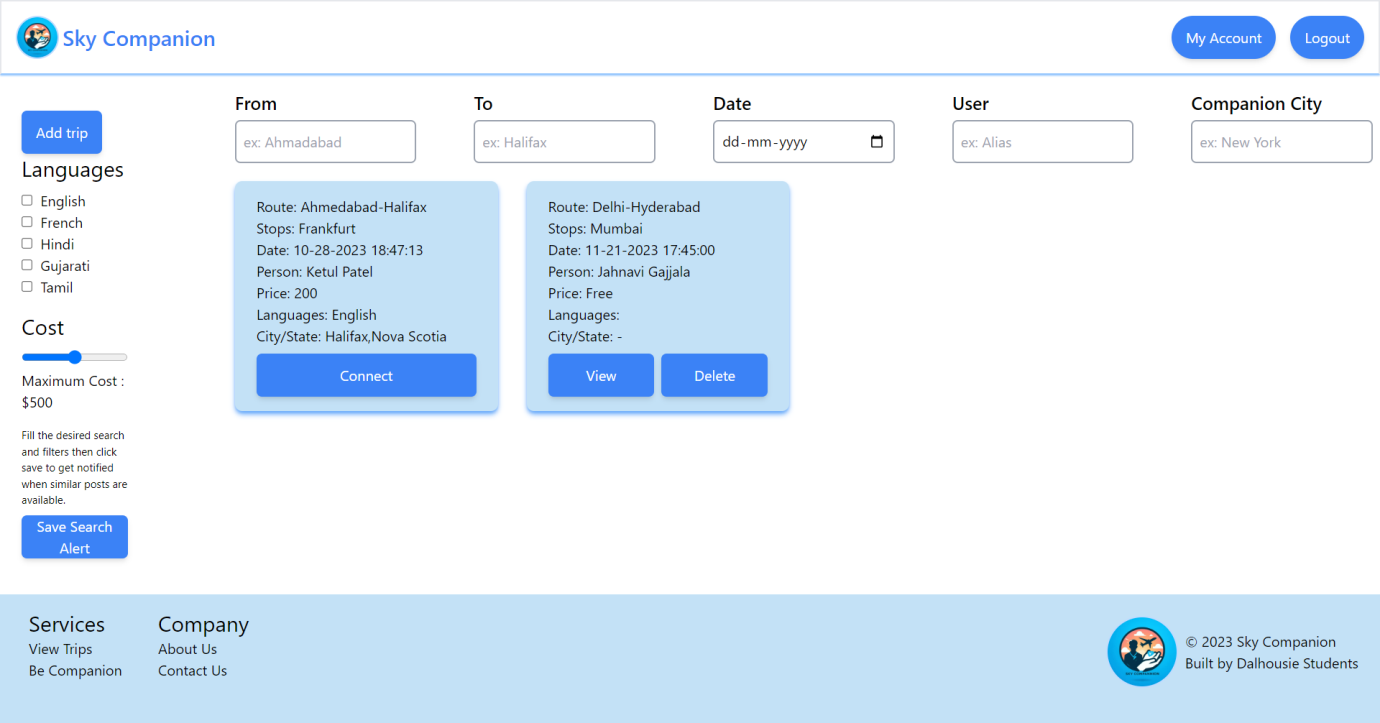 Sky Companion
My Account
Logout
Add trip
Languages
English
French
Hindi
Gujarati
Tamil
Cost
Maximum Cost :
$500
Fill the desired search
and filters then click
save to get notified
when similar posts are
available.
Save Search
Alert
From
ex: Ahmadabad
To
ex: Halifax
Date
dd-mm-yyyy
User
ex: Alias
Companion City
ex: New York
Route: Ahmedabad-Halifax
Stops: Frankfurt
Date: 10-28-2023 18:47:13
Person: Ketul Patel
Price: 200
Languages: English
City/State: Halifax,Nova Scotia
Connect
Route: Delhi-Hyderabad
Stops: Mumbai
Date: 11-21-2023 17:45:00
Person: Jahnavi Gajjala
Price: Free
Languages:
City/State: -
View
Delete
Services
View Trips
Be Companion
Company
About Us
Contact Us
SKY COMPANION
© 2023 Sky Companion
Built by Dalhousie Students